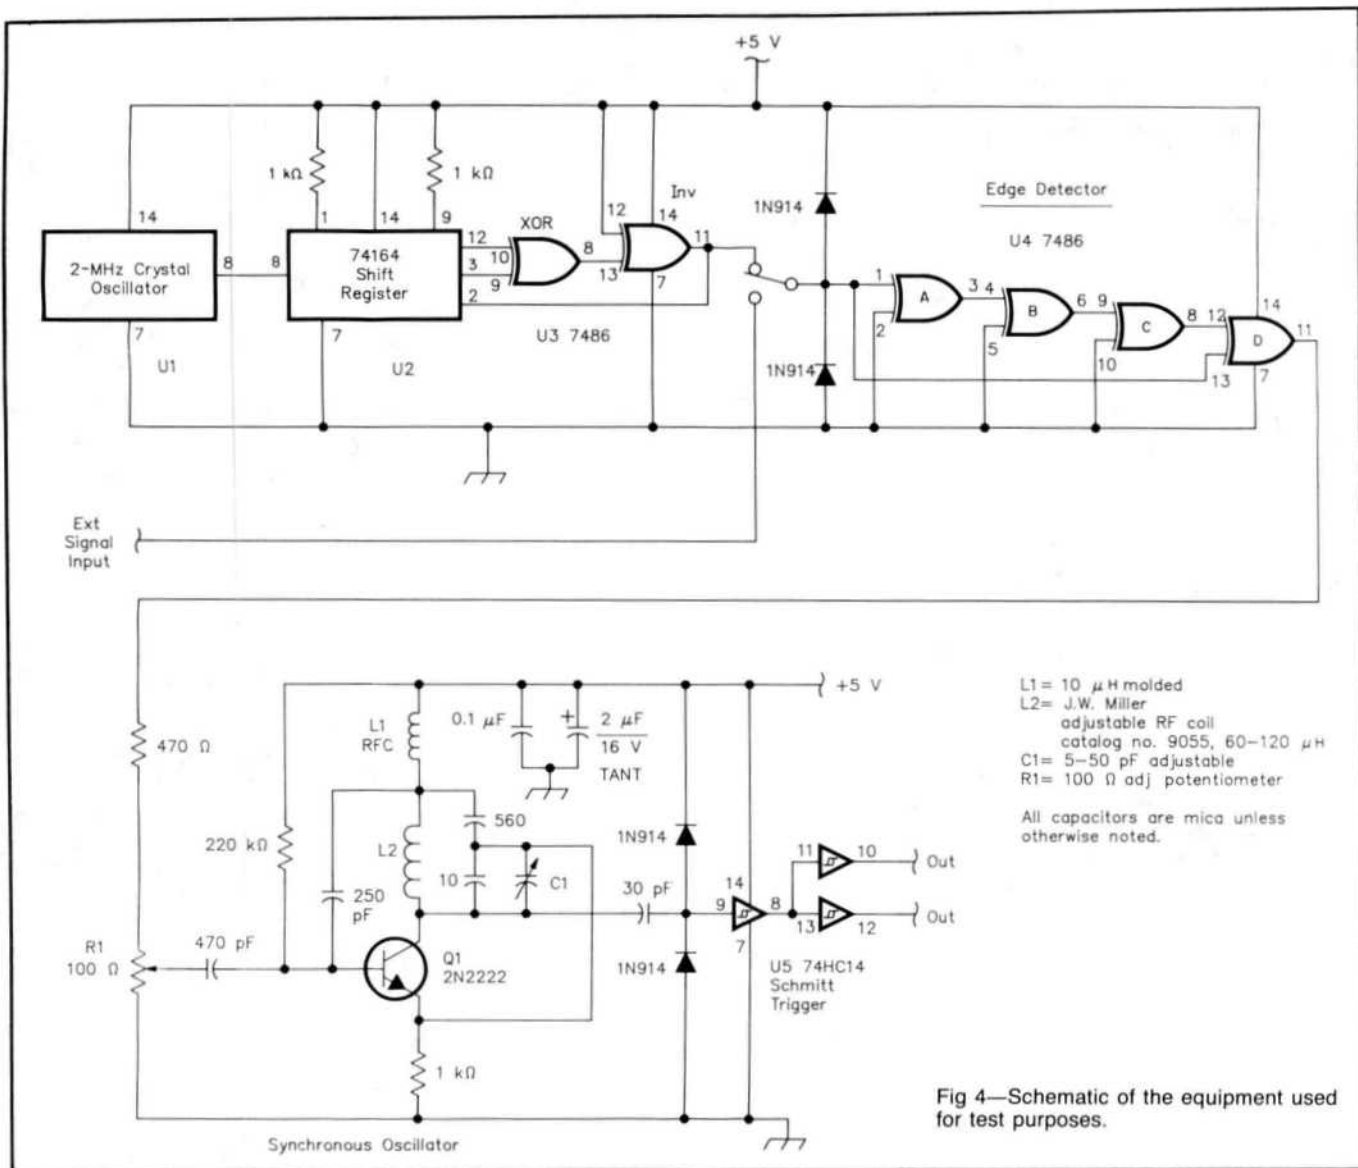 +5 V
1 kΩ
1 kΩ
Inv
1N914
Edge Detector
U4 7486
14
1
14
9
XOR
12
14
11
2-MHz Crystal
Oscillator
8
8
74164
Shift
Register
12
10
3
9
2
8
13
7
1
2
A
3
4
5
B
6
9
10
C
8
12
13
14
D
11
7
7
U1
7
U2
U3 7486
1N914
Ext
Signal
Input
+5 V
L1
RFC
0.1 µF
+
2 µF
16 V
TANT
L1= 10 µH molded
L2= J.W. Miller
adjustable RF coil
catalog no. 9055, 60-120 µH
C1= 5-50 pF adjustable
R1= 100 Ω adj potentiometer
All capacitors are mica unless
otherwise noted.
470 Ω
220 kΩ
L2
560
10
C1
1N914
250
pF
30 pF
14
9
8
7
11
10
Out
13
12
Out
R1
100 Ω
470 pF
Q1
2N2222
1N914
U5 74HC14
Schmitt
Trigger
1 kΩ
Synchronous Oscillator
Fig 4—Schematic of the equipment used
for test purposes.